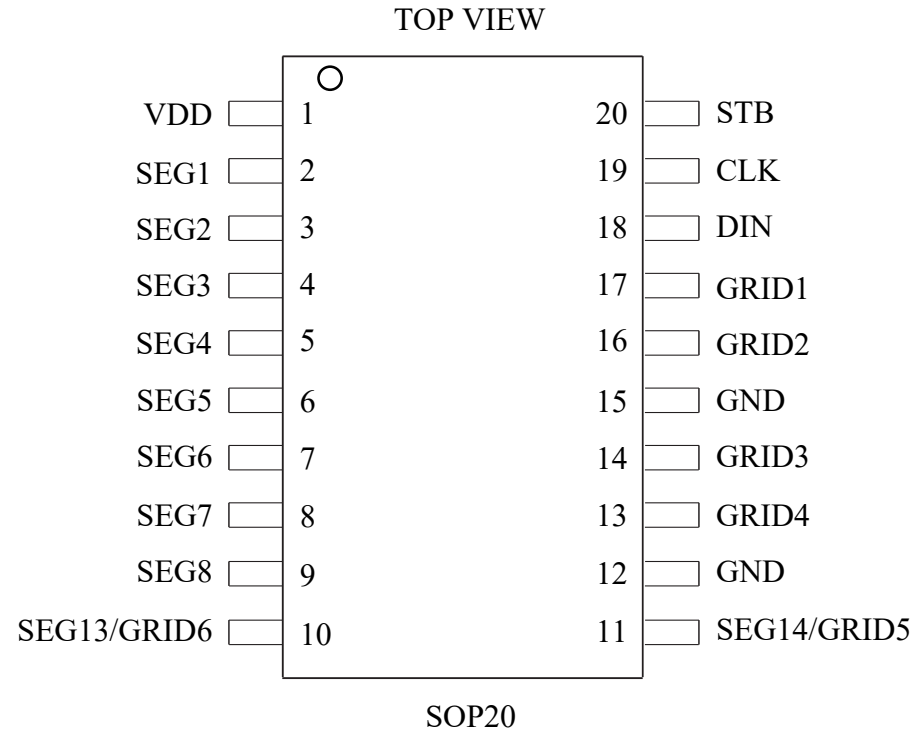 TOP VIEW
VDD 1 20 STB
SEG1 2 19 CLK
SEG2 3 18 DIN
SEG3 4 17 GRID1
SEG4 5 16 GRID2
SEG5 6 15 GND
SEG6 7 14 GRID3
SEG7 8 13 GRID4
SEG8 9 12 GND
SEG13/GRID6 10 11 SEG14/GRID5
SOP20